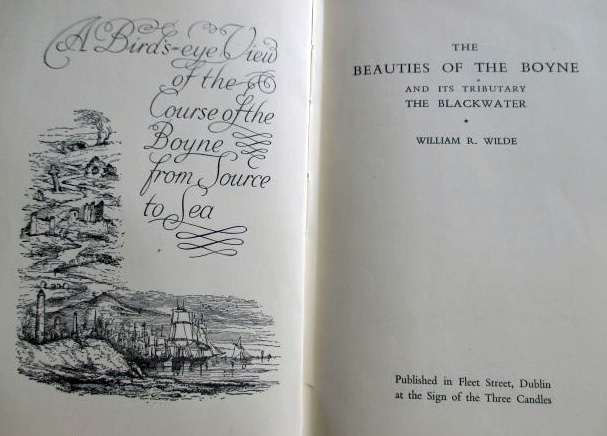 A Bird's-eye View
of the
Course of the
Boyne
from Source
to Sea
THE
BEAUTIES OF THE BOYNE
AND ITS TRIBUTARY
THE BLACKWATER
*
WILLIAM R. WILDE
Published in Fleet Street, Dublin
at the Sign of the Three Candles